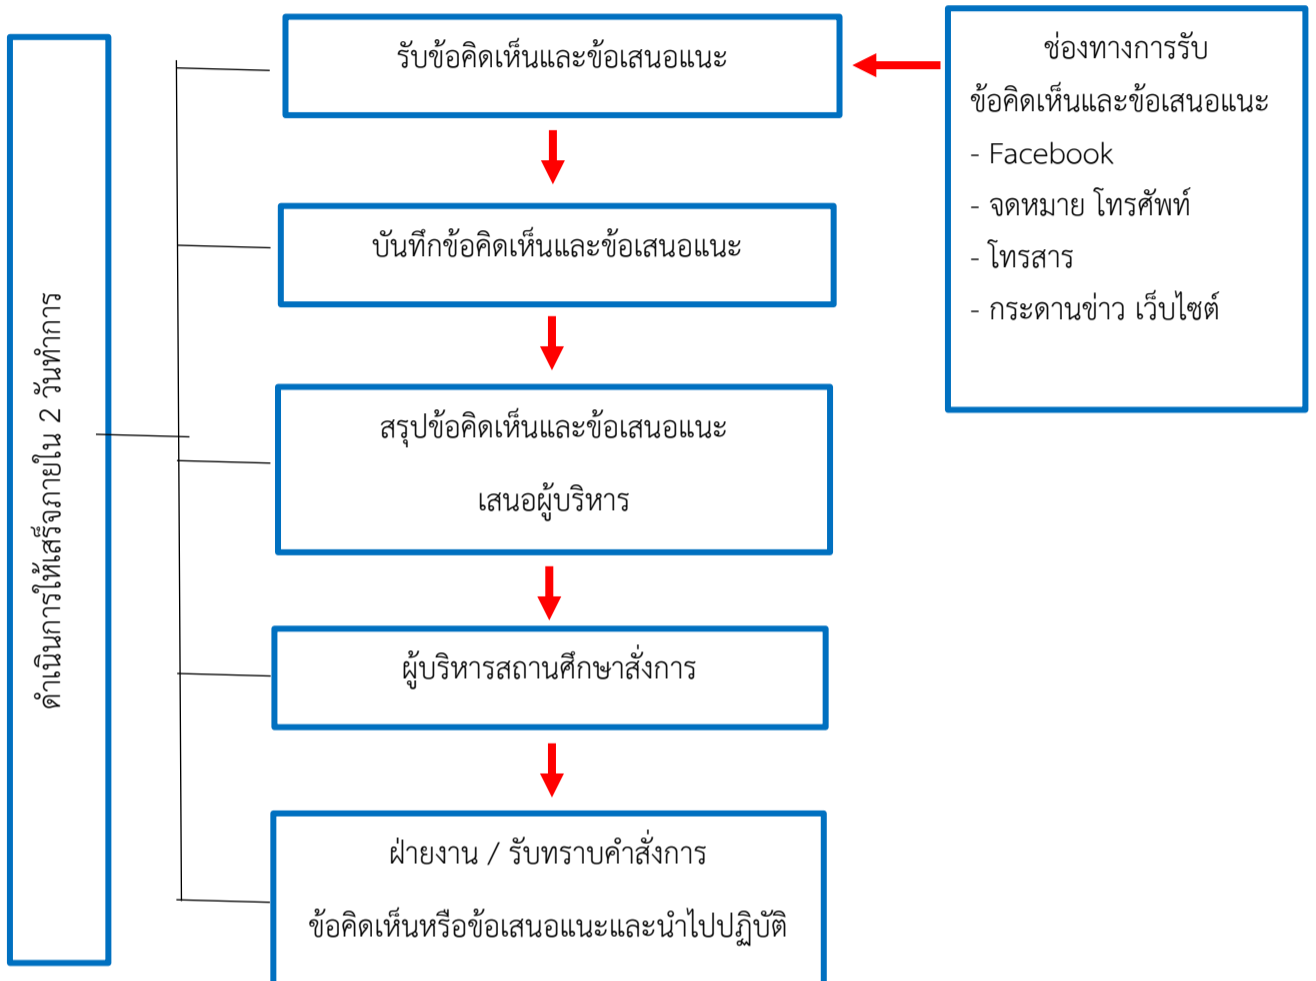 ดำเนินการให้เสร็จภายใน 2 วันทำการ
รับข้อคิดเห็นและข้อเสนอแนะ
บันทึกข้อคิดเห็นและข้อเสนอแนะ
สรุปข้อคิดเห็นและข้อเสนอแนะ
เสนอผู้บริหาร
ผู้บริหารสถานศึกษาสั่งการ
ฝ่ายงาน / รับทราบคำสั่งการ
ข้อคิดเห็นหรือข้อเสนอแนะและนำไปปฏิบัติ
ช่องทางการรับ
ข้อคิดเห็นและข้อเสนอแนะ
- Facebook
- จดหมาย โทรศัพท์
- โทรสาร
- กระดานข่าว เว็บไซต์